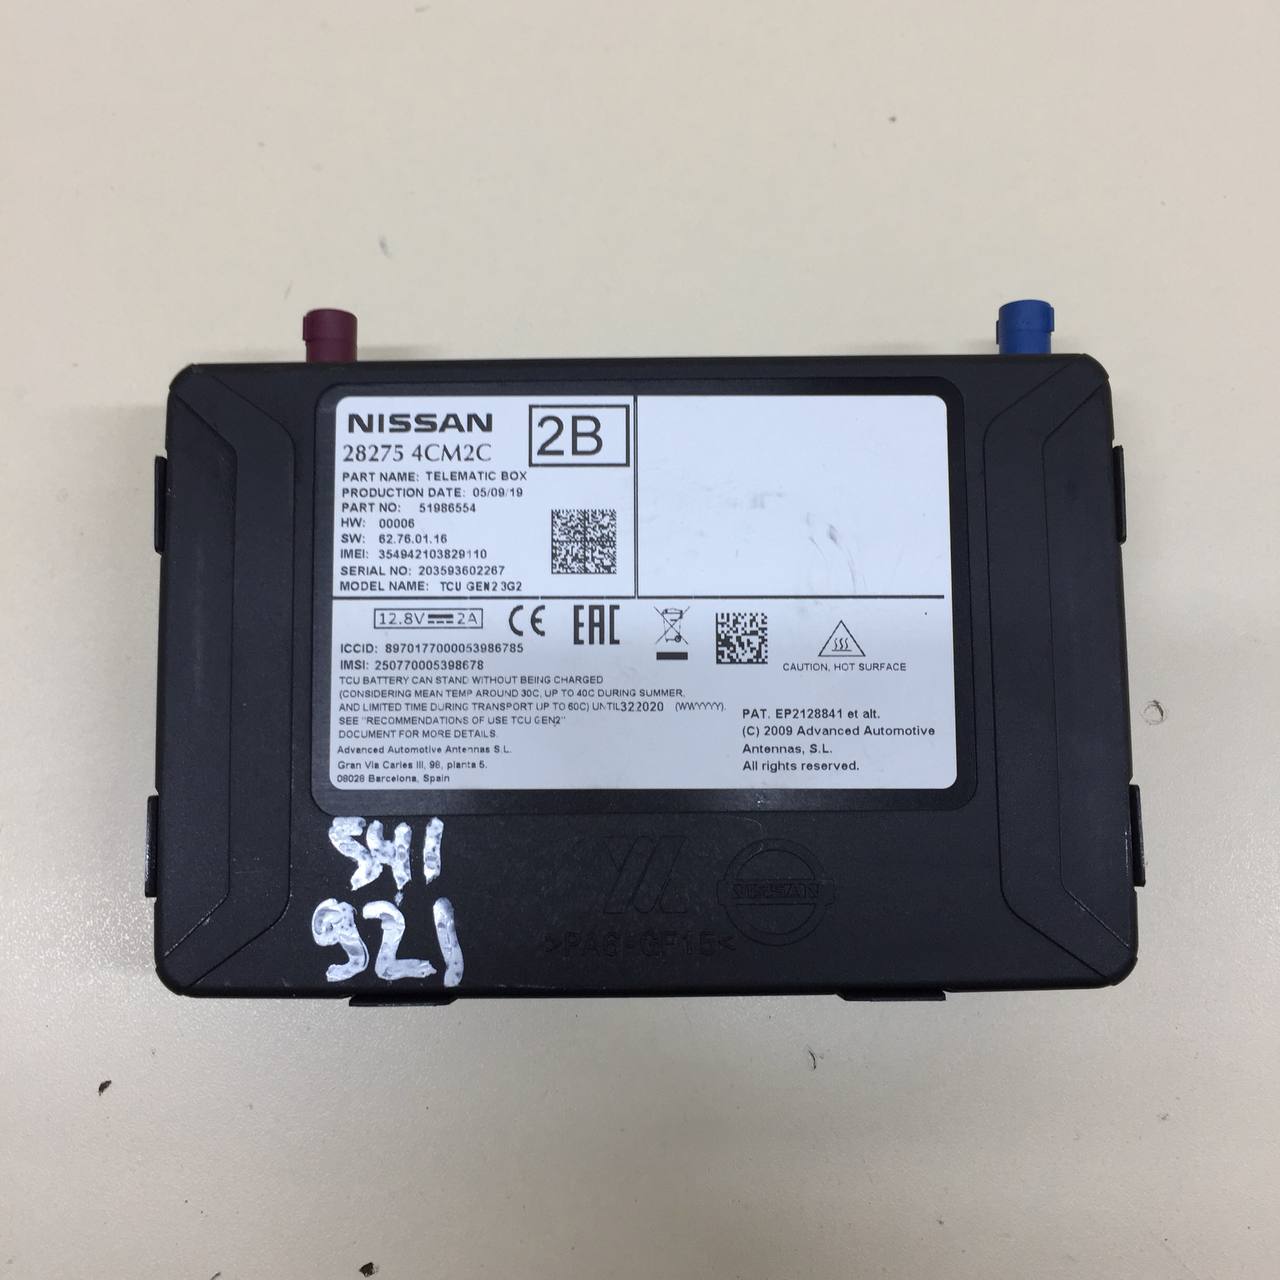 NISSAN
2B
28275 4CM2C
PART NAME: TELEMATIC BOX
PRODUCTION DATE: 05/09/19
PART NO: 51986554
HW: 00006
SW: 62.76.01.16
IMEI: 354942103829110
SERIAL NO: 203593602267
MODEL NAME: TCU GEN2 3G2
12.8V 2A
CE EAC
ICCID: 8970177000053986785
IMSI: 250770005398678
TCU BATTERY CAN STAND WITHOUT BEING CHARGED
(CONSIDERING MEAN TEMP AROUND 30C, UP TO 40C DURING SUMMER,
AND LIMITED TIME DURING TRANSPORT UP TO 60C) UNTIL 322020 (WWYYYY).
SEE "RECOMMENDATIONS OF USE TCU GEN2"
DOCUMENT FOR MORE DETAILS.
Advanced Automotive Antennas S.L.
Gran Via Carles III, 98, planta 5.
08028 Barcelona, Spain
CAUTION, HOT SURFACE
PAT. EP2128841 et alt.
(C) 2009 Advanced Automotive
Antennas, S.L.
All rights reserved.
541
921
NISSAN
>PA6-GF15<